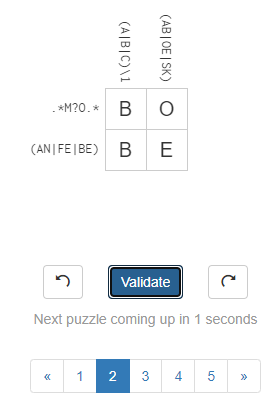 (A|B|C)\1
(AB|OE|SK)
.*M?O.*
B O
(AN|FE|BE)
B E
Validate
Next puzzle coming up in 1 seconds
« 1 2 3 4 5 »